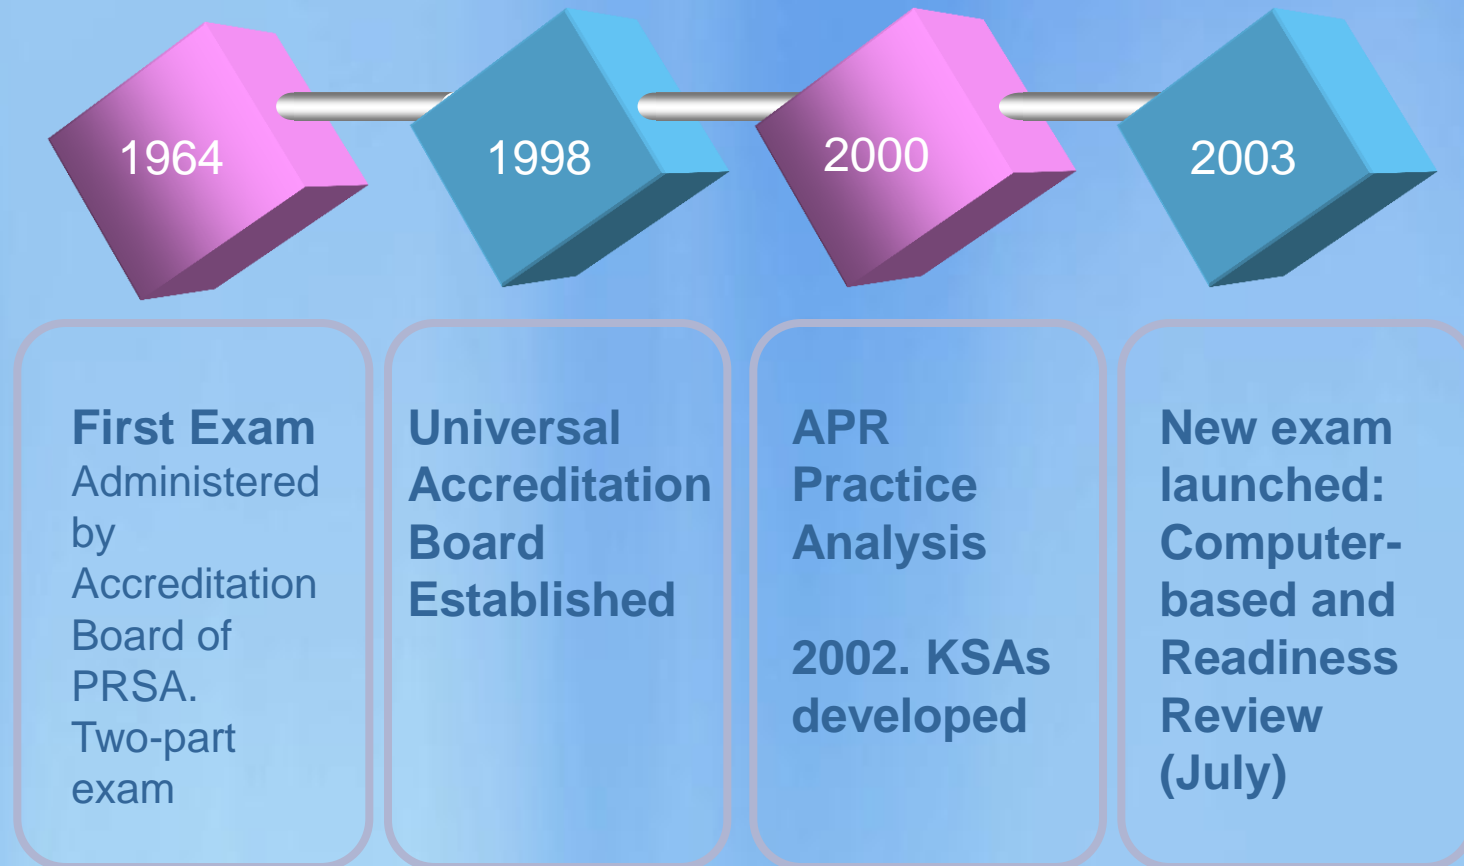 1964
1998
2000
2003
First Exam
Administered
by
Accreditation
Board of
PRSA.
Two-part
exam
Universal
Accreditation
Board
Established
APR
Practice
Analysis
2002. KSAs
developed
New exam
launched:
Computer-
based and
Readiness
Review
(July)